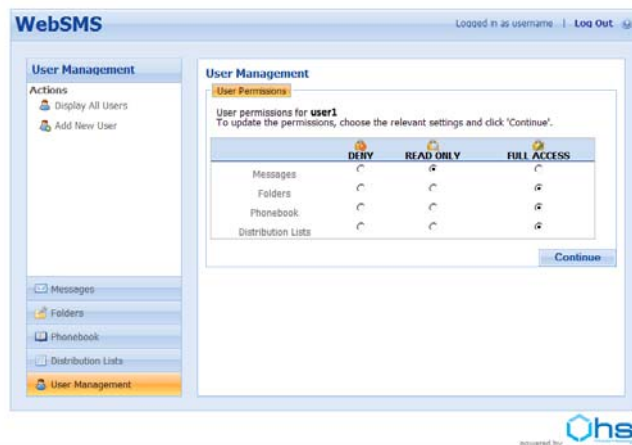 WebSMS
Logged in as username | Log Out
User Management
Actions
Display All Users
Add New User
Messages
Folders
Phonebook
Distribution Lists
User Management
User Management
User Permissions
User permissions for user1
To update the permissions, choose the relevant settings and click 'Continue'.
DENY READ ONLY FULL ACCESS
Messages
Folders
Phonebook
Distribution Lists
Continue
powered by hs